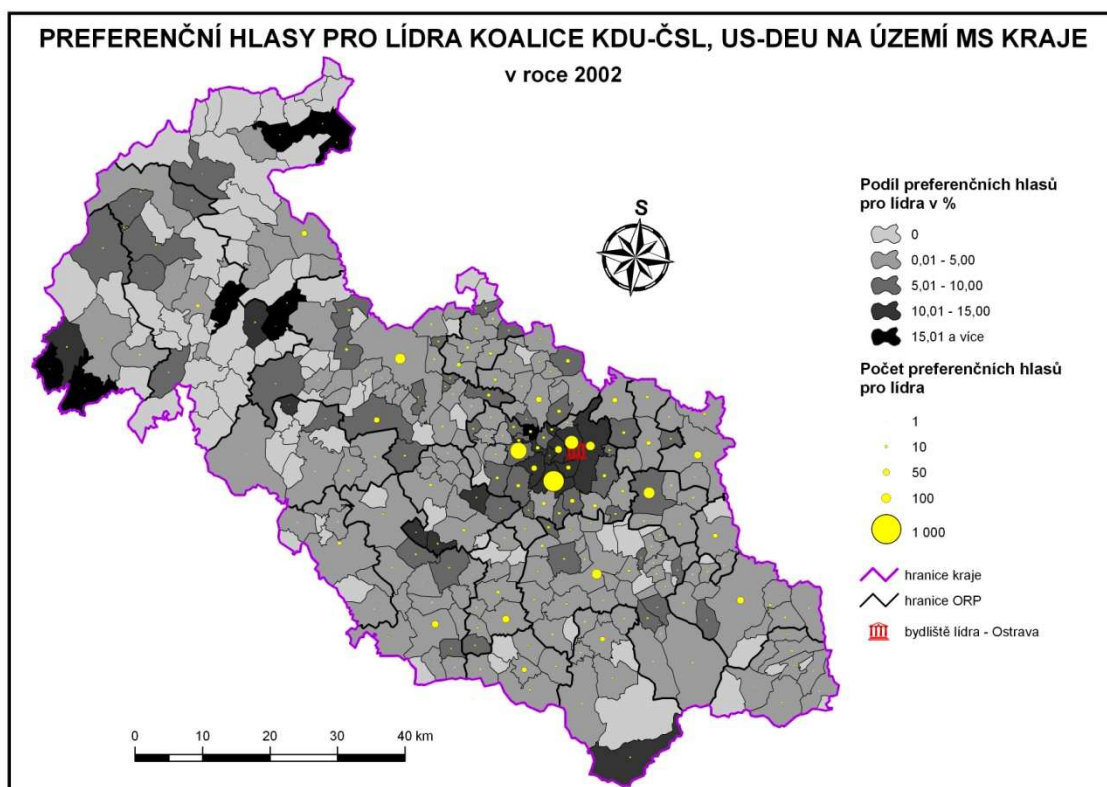 PREFERENČNÍ HLASY PRO LÍDRA KOALICE KDU-ČSL, US-DEU NA ÚZEMÍ MS KRAJE
v roce 2002
S
Podíl preferenčních hlasů
pro lídra v %
0
0,01 - 5,00
5,01 - 10,00
10,01 - 15,00
15,01 a více
Počet preferenčních hlasů
pro lídra
1
10
50
100
1 000
hranice kraje
hranice ORP
bydliště lídra - Ostrava
0 10 20 30 40 km